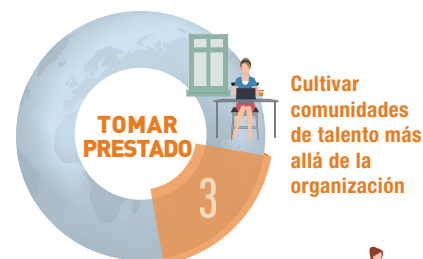 TOMAR
PRESTADO
3
Cultivar
comunidades
de talento más
allá de la
organización